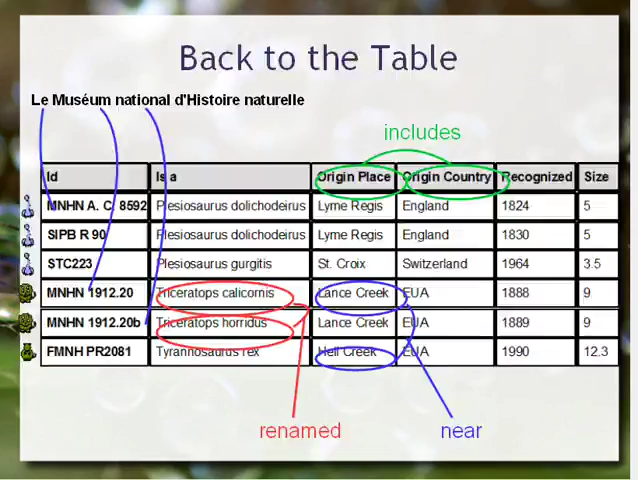 Back to the Table
Le Muséum national d'Histoire naturelle
includes
Id Is a Origin Place Origin Country Recognized Size
MNHN A. C. 8592 Plesiosaurus dolichodeirus Lyme Regis England 1824 5
SIPB R 90 Plesiosaurus dolichodeirus Lyme Regis England 1830 5
STC223 Plesiosaurus gurgitis St. Croix Switzerland 1964 3.5
MNHN 1912.20 Triceratops calicornis Lance Creek EUA 1888 9
MNHN 1912.20b Triceratops horridus Lance Creek EUA 1889 9
FMNH PR2081 Tyrannosaurus rex Hell Creek EUA 1990 12.3
renamed near